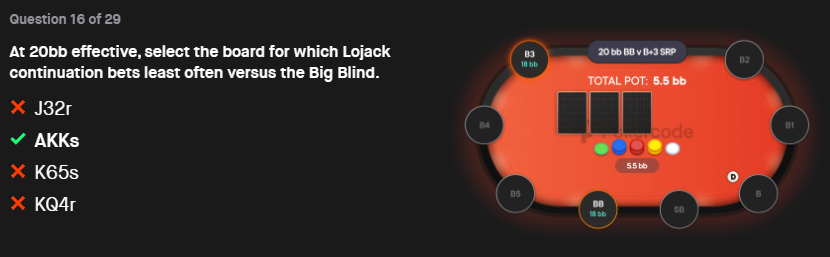 Question 16 of 29
At 20bb effective, select the board for which Lojack
continuation bets least often versus the Big Blind.
J32r
AKKs
K65s
KQ4r
20 bb BB v B+3 SRP
B3
18 bb
B2
TOTAL POT: 5.5 bb
B4
B1
5.5 bb
D
B5
BB
18 bb
SB
B